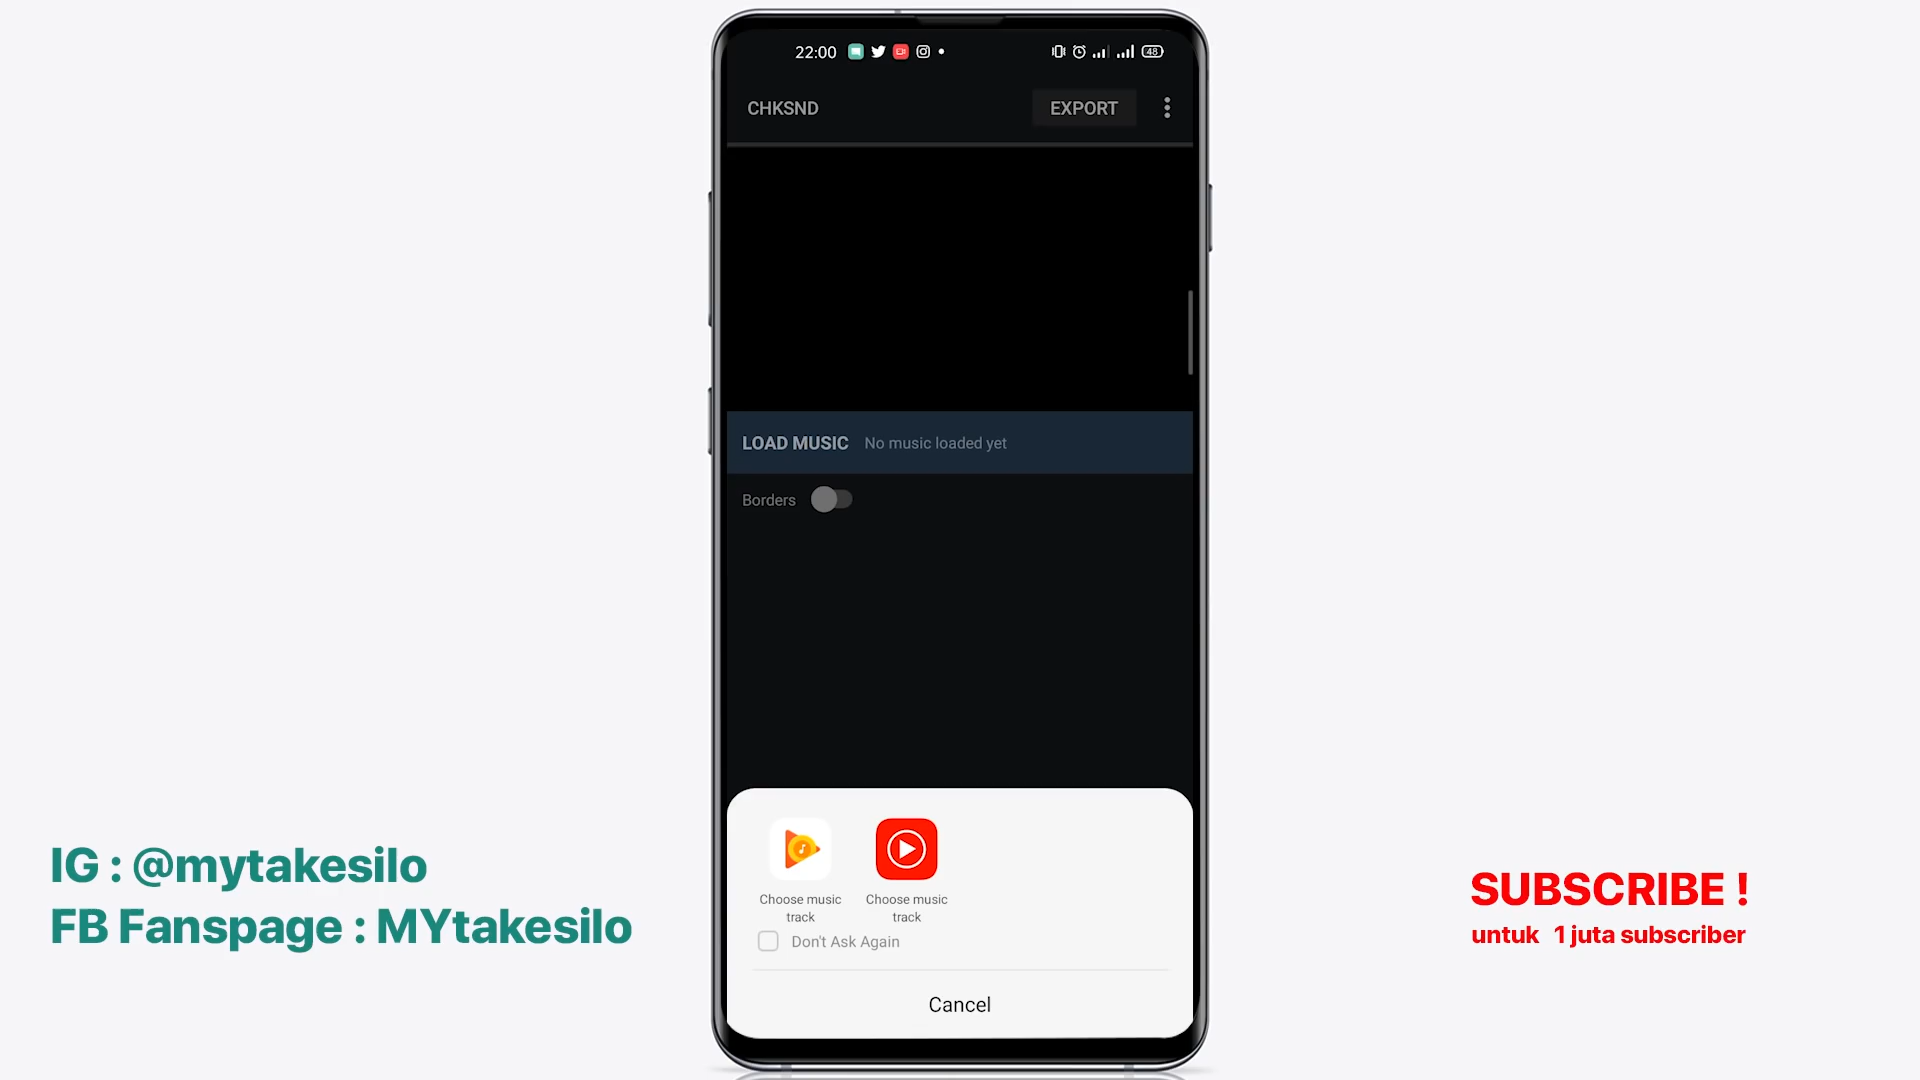 22:00
48
CHKSND
EXPORT
LOAD MUSIC No music loaded yet
Borders
Choose music track
Choose music track
Don't Ask Again
Cancel
IG : @mytakesilo
FB Fanspage : MYtakesilo
SUBSCRIBE !
untuk 1 juta subscriber